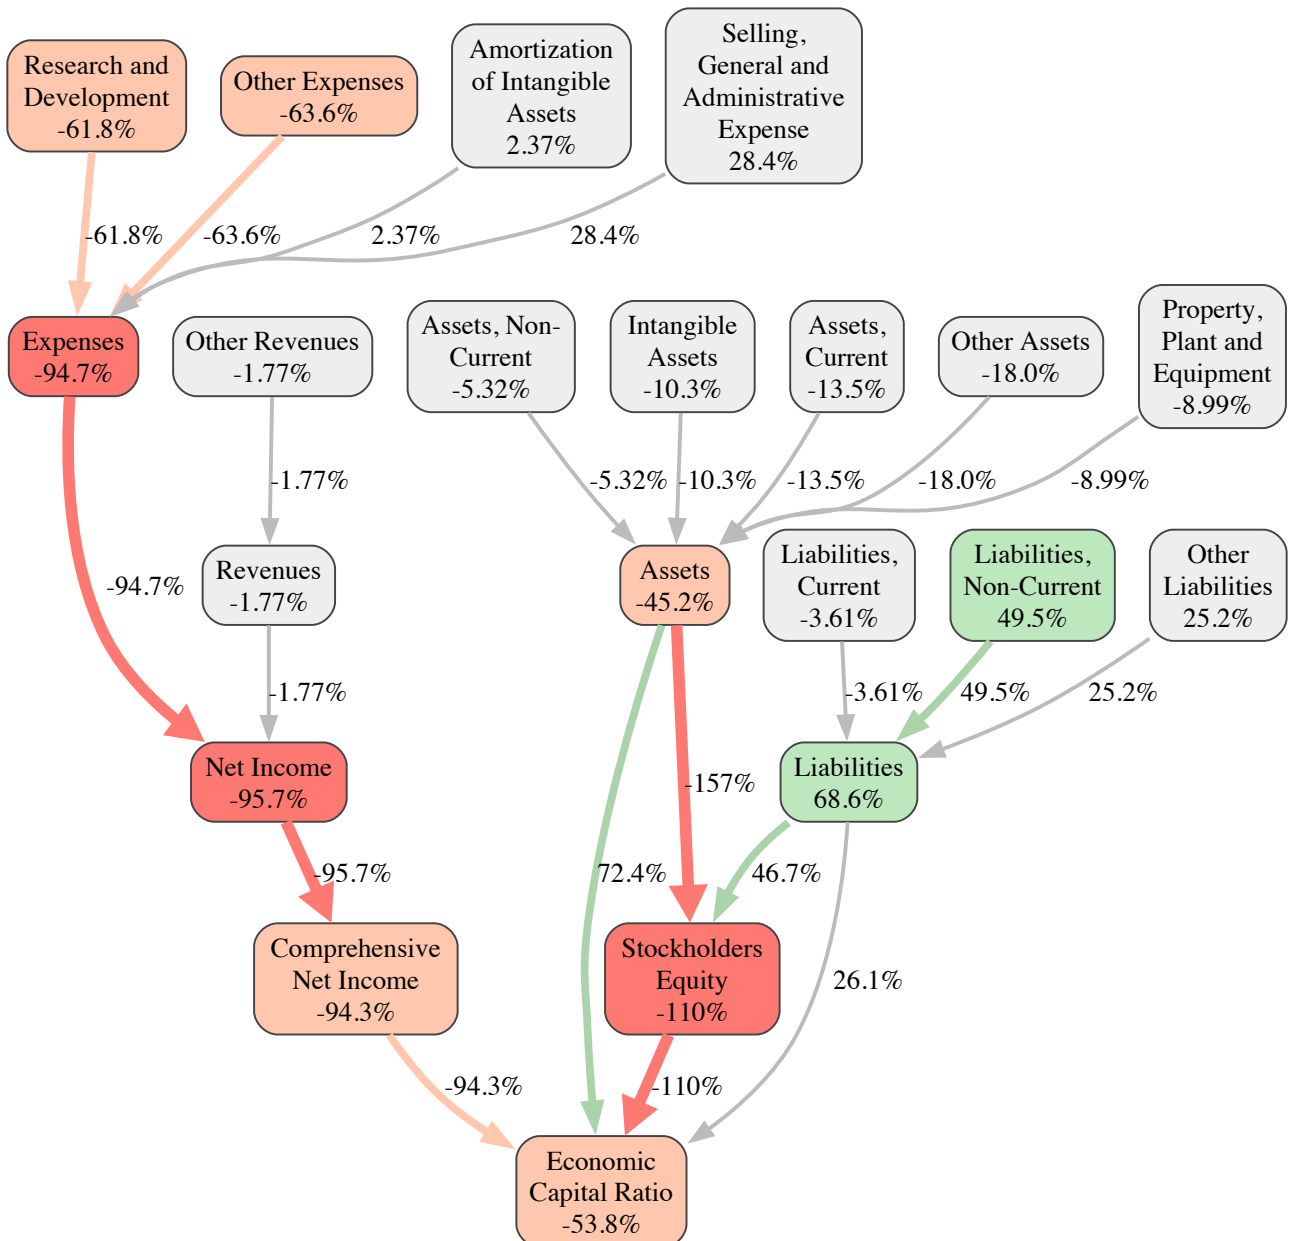 Research and
Development
-61.8%
Other Expenses
-63.6%
Amortization
of Intangible
Assets
2.37%
Selling,
General and
Administrative
Expense
28.4%
-61.8%
-63.6%
2.37%
28.4%
Expenses
-94.7%
Other Revenues
-1.77%
Assets, Non-
Current
-5.32%
Intangible
Assets
-10.3%
Assets,
Current
-13.5%
Other Assets
-18.0%
Property,
Plant and
Equipment
-8.99%
-1.77%
-5.32%
-10.3%
-13.5%
-18.0%
-8.99%
-94.7%
Revenues
-1.77%
Assets
-45.2%
Liabilities,
Current
-3.61%
Liabilities,
Non-Current
49.5%
Other
Liabilities
25.2%
-1.77%
-3.61%
49.5%
25.2%
Net Income
-95.7%
-157%
Liabilities
68.6%
-95.7%
72.4%
46.7%
Comprehensive
Net Income
-94.3%
Stockholders
Equity
-110%
26.1%
-94.3%
-110%
Economic
Capital Ratio
-53.8%